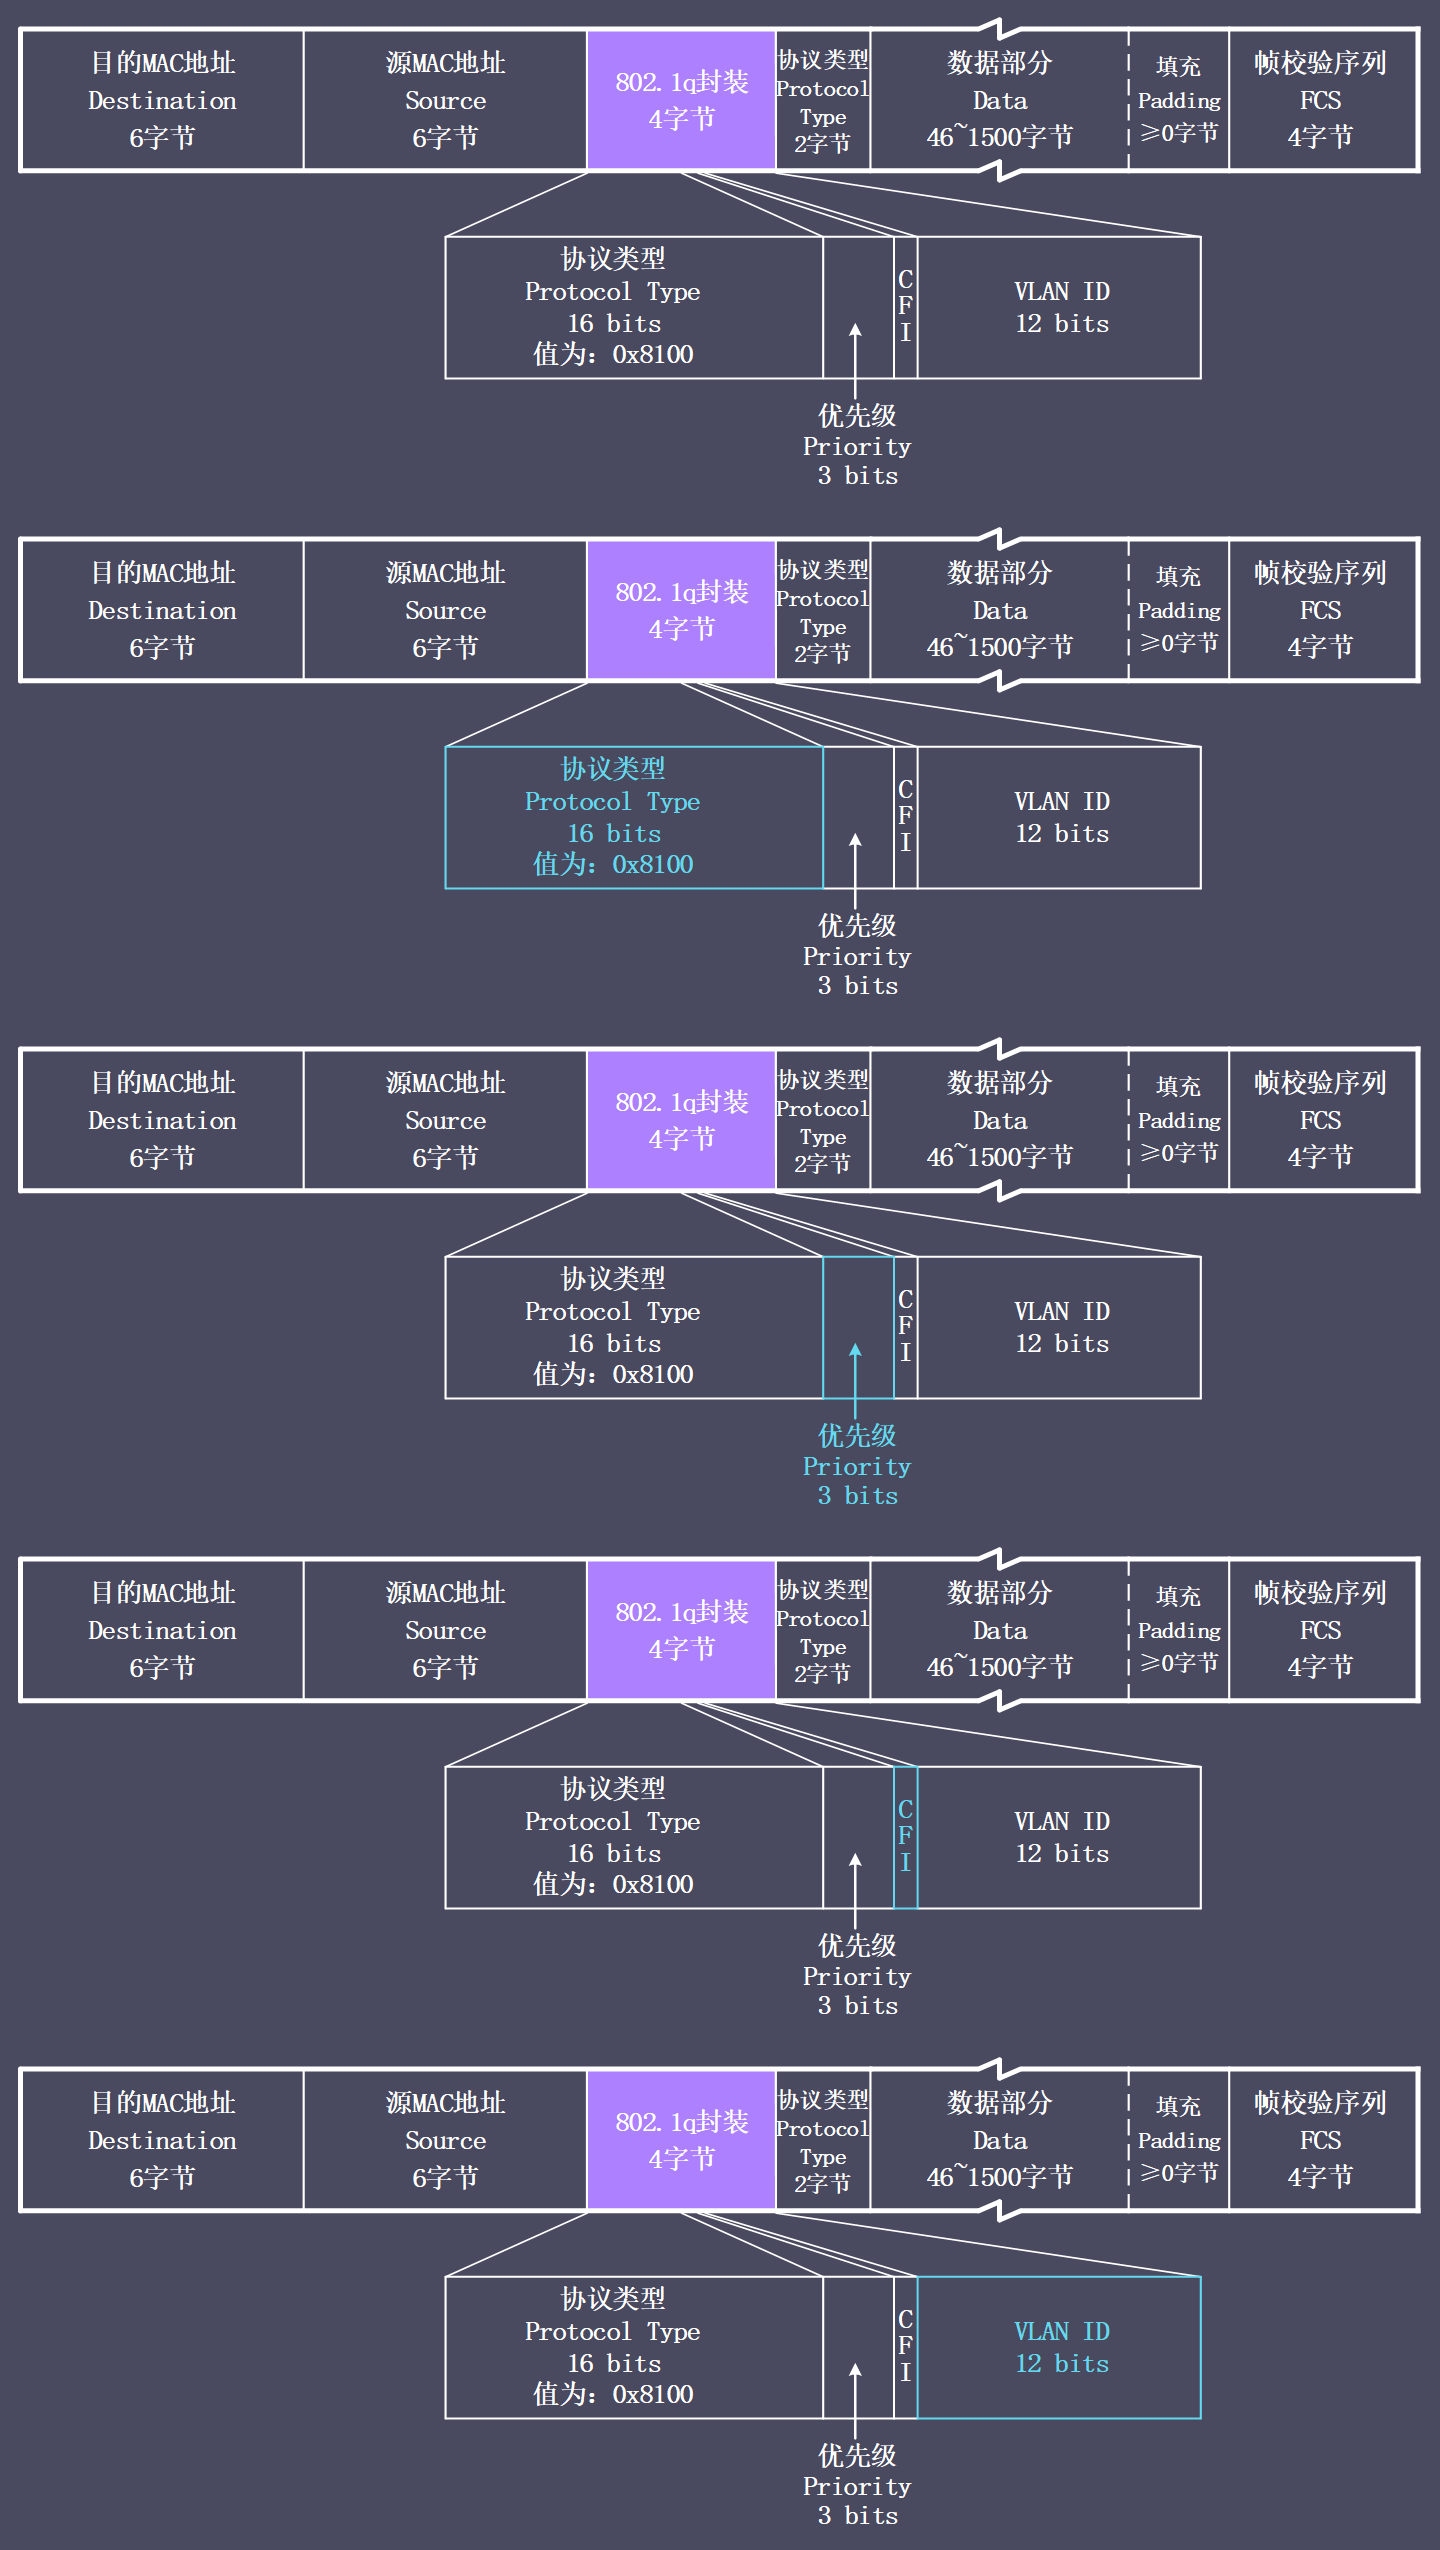 目的MAC地址
Destination
6字节
源MAC地址
Source
6字节
802.1q封装
4字节
协议类型
Protocol
Type
2字节
数据部分
Data
46~1500字节
填充
Padding
≥0字节
帧校验序列
FCS
4字节
协议类型
Protocol Type
16 bits
值为：0x8100
C
F
I
VLAN ID
12 bits
优先级
Priority
3 bits
目的MAC地址
Destination
6字节
源MAC地址
Source
6字节
802.1q封装
4字节
协议类型
Protocol
Type
2字节
数据部分
Data
46~1500字节
填充
Padding
≥0字节
帧校验序列
FCS
4字节
协议类型
Protocol Type
16 bits
值为：0x8100
C
F
I
VLAN ID
12 bits
优先级
Priority
3 bits
目的MAC地址
Destination
6字节
源MAC地址
Source
6字节
802.1q封装
4字节
协议类型
Protocol
Type
2字节
数据部分
Data
46~1500字节
填充
Padding
≥0字节
帧校验序列
FCS
4字节
协议类型
Protocol Type
16 bits
值为：0x8100
C
F
I
VLAN ID
12 bits
优先级
Priority
3 bits
目的MAC地址
Destination
6字节
源MAC地址
Source
6字节
802.1q封装
4字节
协议类型
Protocol
Type
2字节
数据部分
Data
46~1500字节
填充
Padding
≥0字节
帧校验序列
FCS
4字节
协议类型
Protocol Type
16 bits
值为：0x8100
C
F
I
VLAN ID
12 bits
优先级
Priority
3 bits
目的MAC地址
Destination
6字节
源MAC地址
Source
6字节
802.1q封装
4字节
协议类型
Protocol
Type
2字节
数据部分
Data
46~1500字节
填充
Padding
≥0字节
帧校验序列
FCS
4字节
协议类型
Protocol Type
16 bits
值为：0x8100
C
F
I
VLAN ID
12 bits
优先级
Priority
3 bits